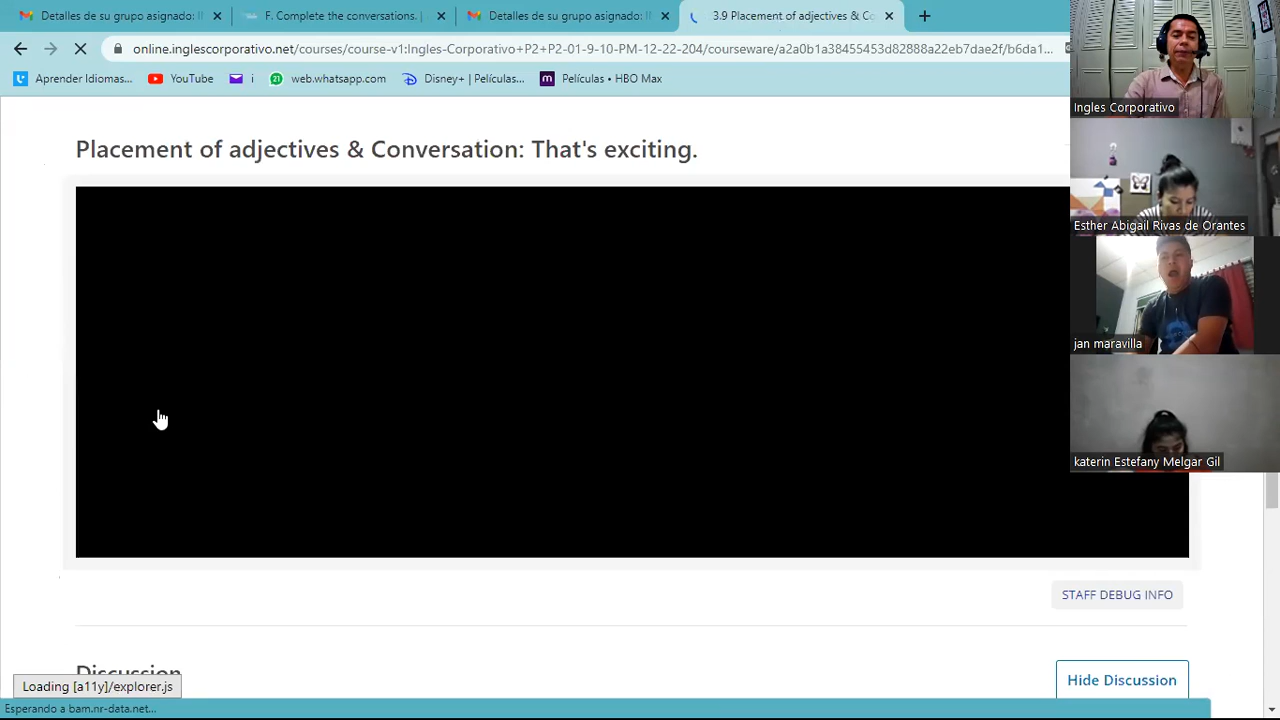 Detalles de su grupo asignado: II
F. Complete the conversations. |
Detalles de su grupo asignado: II
3.9 Placement of adjectives & Co
online.inglescorporativo.net/courses/course-v1:Ingles-Corporativo+P2+P2-01-9-10-PM-12-22-204/courseware/a2a0b1a38455453d82898a22eb7dae2f/b6da1...
Aprender Idiomas...
YouTube
i
web.whatsapp.com
Disney+ | Películas...
Películas • HBO Max
Placement of adjectives & Conversation: That's exciting.
Ingles Corporativo
Esther Abigail Rivas de Orantes
jan maravilla
katerin Estefany Melgar Gil
STAFF DEBUG INFO
Discussion
Hide Discussion
Loading [a11y]/explorer.js
Esperando a bam.nr-data.net...